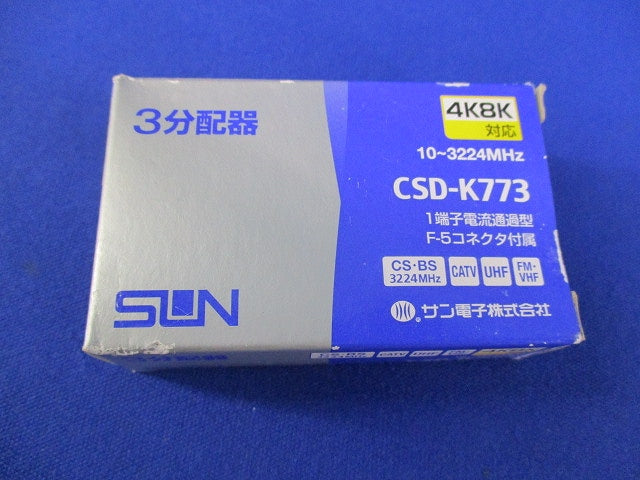 3分配器
4K8K
対応
10~3224MHz
CSD-K773
1端子電流通過型
F-5コネクタ付属
CS・BS
3224MHz
CATV
UHF
FM・
VHF
SUN
サン電子株式会社